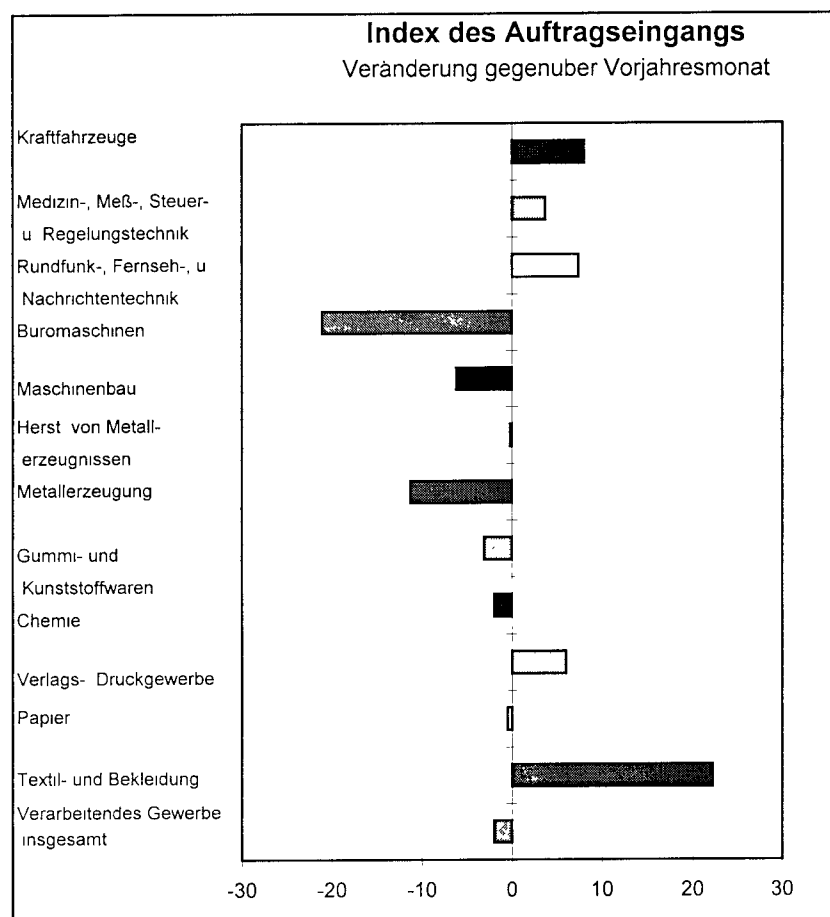 Index des Auftragseingangs
Veränderung gegenuber Vorjahresmonat
Kraftfahrzeuge
Medizin-, Meß-, Steuer-
u Regelungstechnik
Rundfunk-, Fernseh-, u
Nachrichtentechnik
Buromaschinen
Maschinenbau
Herst von Metall-
erzeugnissen
Metallerzeugung
Gummi- und
Kunststoffwaren
Chemie
Verlags- Druckgewerbe
Papier
Textil- und Bekleidung
Verarbeitendes Gewerbe
insgesamt
-30 -20 -10 0 10 20 30